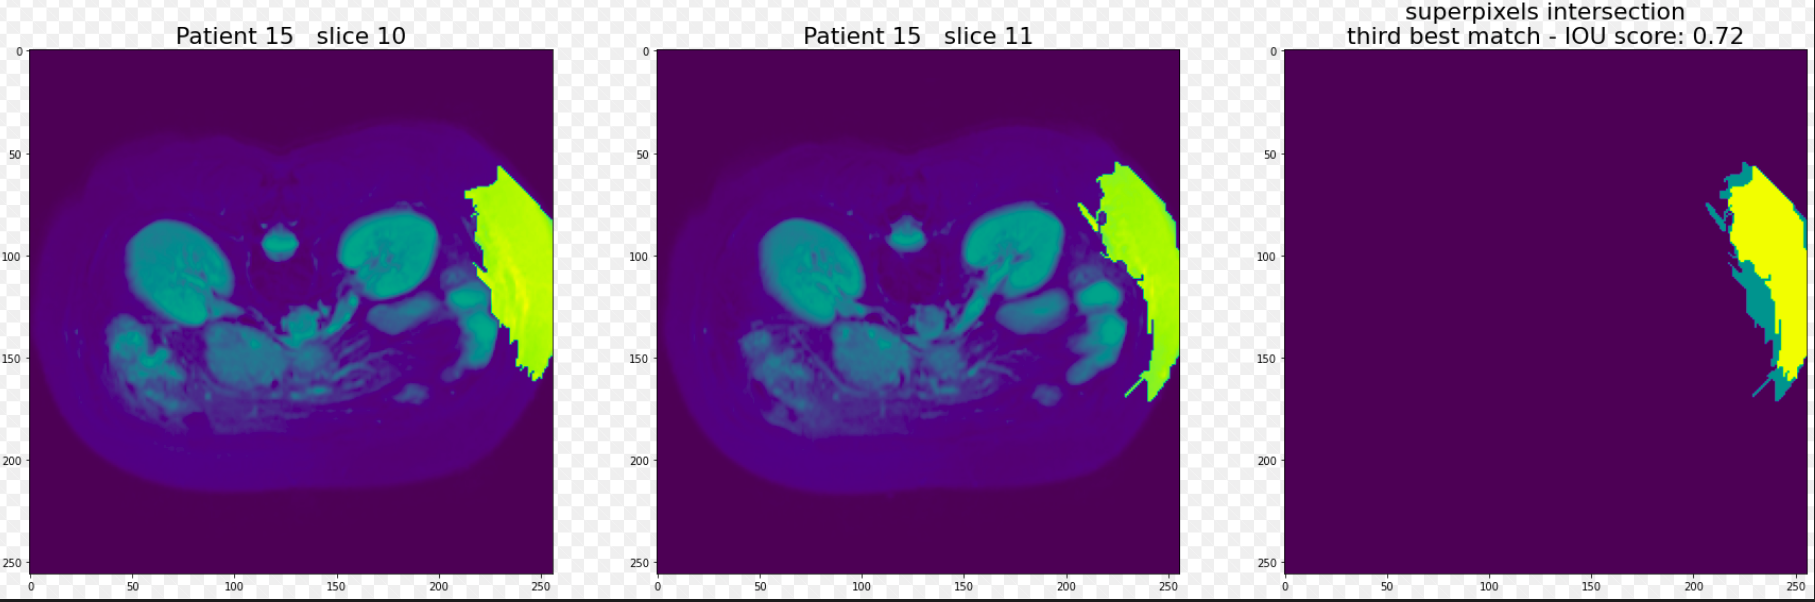 Patient 15 slice 10
0
50
100
150
200
250
0 50 100 150 200 250
Patient 15 slice 11
0
50
100
150
200
250
0 50 100 150 200 250
superpixels intersection
third best match - IOU score: 0.72
0
50
100
150
200
250
0 50 100 150 200 250